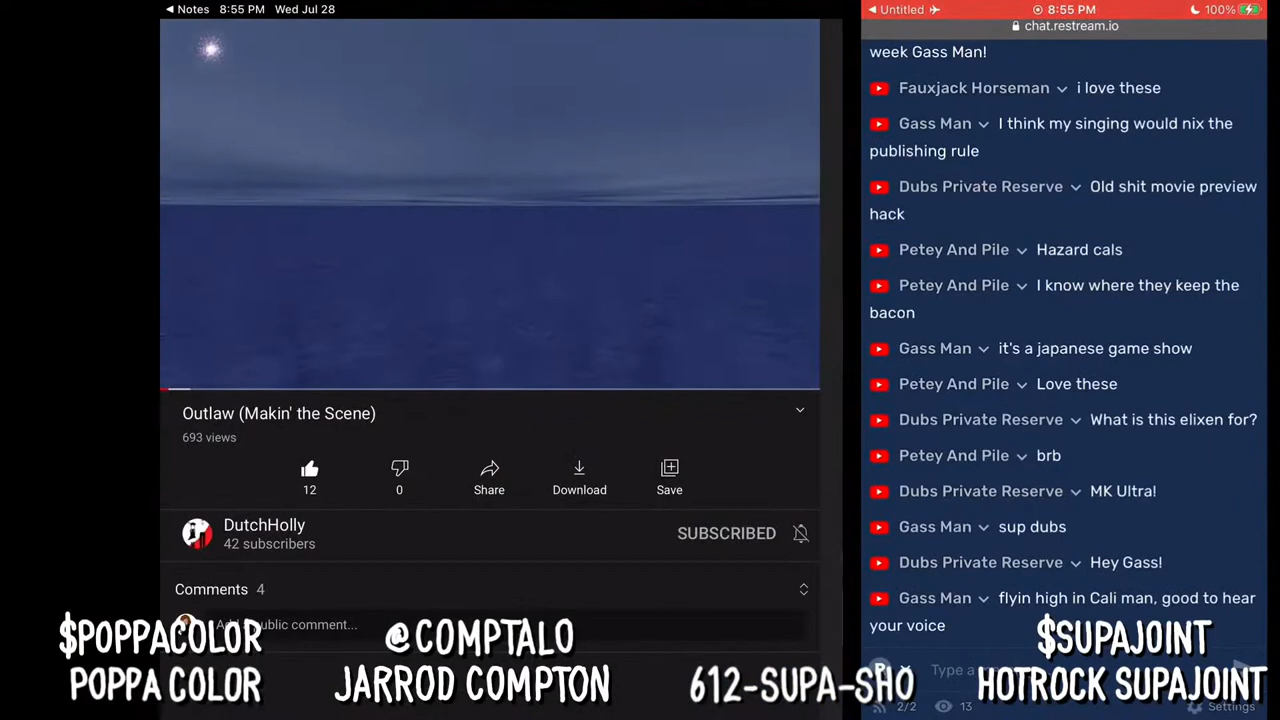 Notes 8:55 PM Wed Jul 28
Outlaw (Makin' the Scene)
693 views
12
0
Share
Download
Save
DutchHolly
42 subscribers
SUBSCRIBED
Comments 4
public comment...
Untitled 8:55 PM 100%
chat.restream.io
week Gass Man!
Fauxjack Horseman i love these
Gass Man I think my singing would nix the
publishing rule
Dubs Private Reserve Old shit movie preview
hack
Petey And Pile Hazard cals
Petey And Pile I know where they keep the
bacon
Gass Man it's a japanese game show
Petey And Pile Love these
Dubs Private Reserve What is this elixen for?
Petey And Pile brb
Dubs Private Reserve MK Ultra!
Gass Man sup dubs
Dubs Private Reserve Hey Gass!
Gass Man flyin high in Cali man, good to hear
your voice
Type a
2/2 13 Settings
$POPPACOLOR
POPPA COLOR
@COMPTALO
JARROD COMPTON
612-SUPA-SHO
$SUPAJOINT
HOTROCK SUPAJOINT